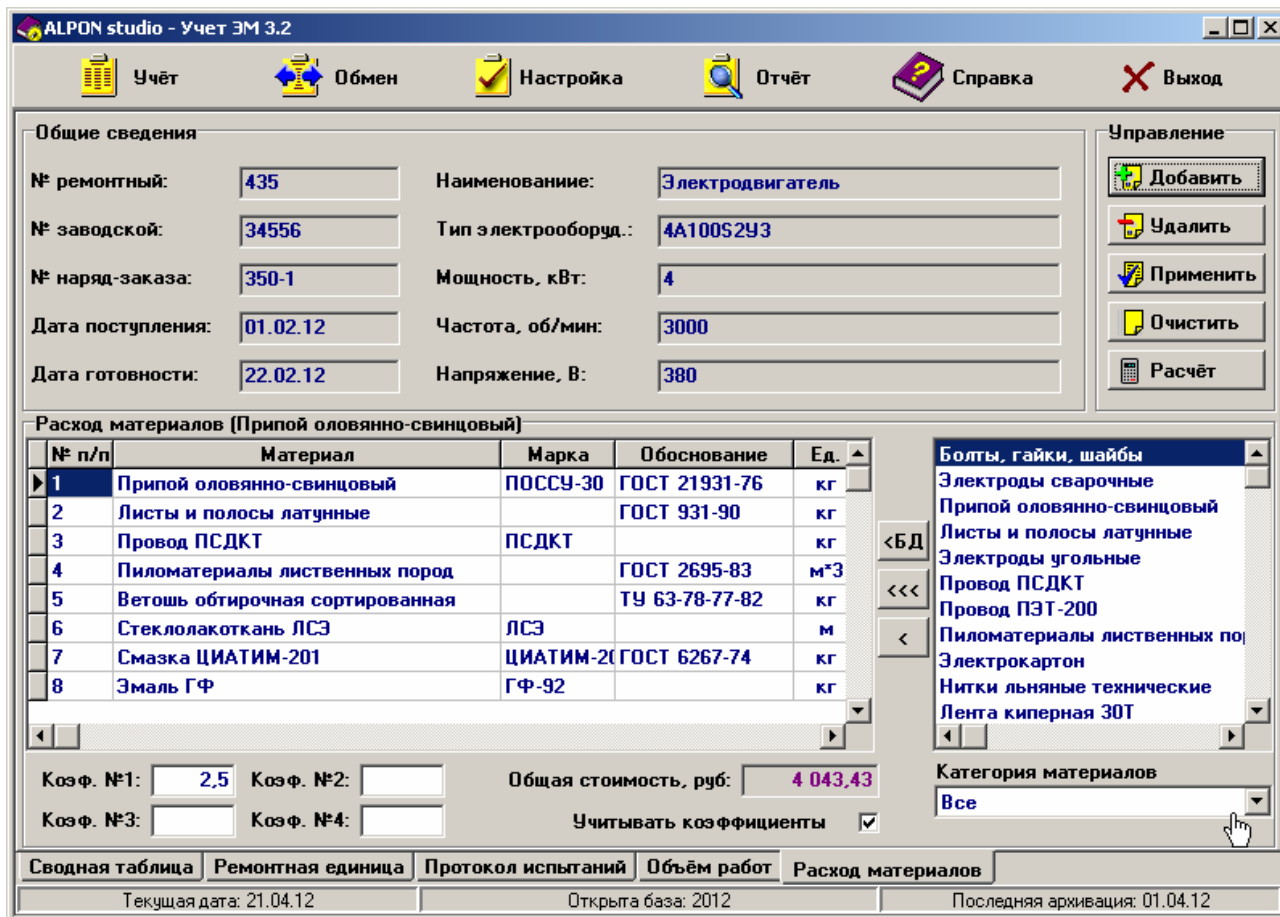 ALPON studio - Учет ЭМ 3.2
Учёт Обмен Настройка Отчёт Справка Выход
Общие сведения Управление
№ ремонтный: 435 Наименованиие: Электродвигатель Добавить
№ заводской: 34556 Тип электрооборуд.: 4А100S2У3 Удалить
№ наряд-заказа: 350-1 Мощность, кВт: 4 Применить
Дата поступления: 01.02.12 Частота, об/мин: 3000 Очистить
Дата готовности: 22.02.12 Напряжение, В: 380 Расчёт
Расход материалов (Припой оловянно-свинцовый)
№ п/п Материал Марка Обоснование Ед. Болты, гайки, шайбы
1 Припой оловянно-свинцовый ПОССУ-30 ГОСТ 21931-76 кг Электроды сварочные
2 Листы и полосы латунные ГОСТ 931-90 кг Припой оловянно-свинцовый
3 Провод ПСДКТ ПСДКТ кг <БД Листы и полосы латунные
4 Пиломатериалы лиственных пород ГОСТ 2695-83 м*3 Электроды угольные
5 Ветошь обтирочная сортированная ТУ 63-78-77-82 кг <<< Провод ПСДКТ
6 Стеклолакоткань ЛСЭ ЛСЭ м < Провод ПЭТ-200
7 Смазка ЦИАТИМ-201 ЦИАТИМ-20 ГОСТ 6267-74 кг Пиломатериалы лиственных пор
8 Эмаль ГФ ГФ-92 кг Электрокартон
Нитки льняные технические
Лента киперная ЗОТ
Коэф. №1: 2,5 Коэф. №2: Общая стоимость, руб: 4 043,43 Категория материалов
Все
Коэф. №3: Коэф. №4: Учитывать коэффициенты
Сводная таблица Ремонтная единица Протокол испытаний Объём работ Расход материалов
Текущая дата: 21.04.12 Открыта база: 2012 Последняя архивация: 01.04.12